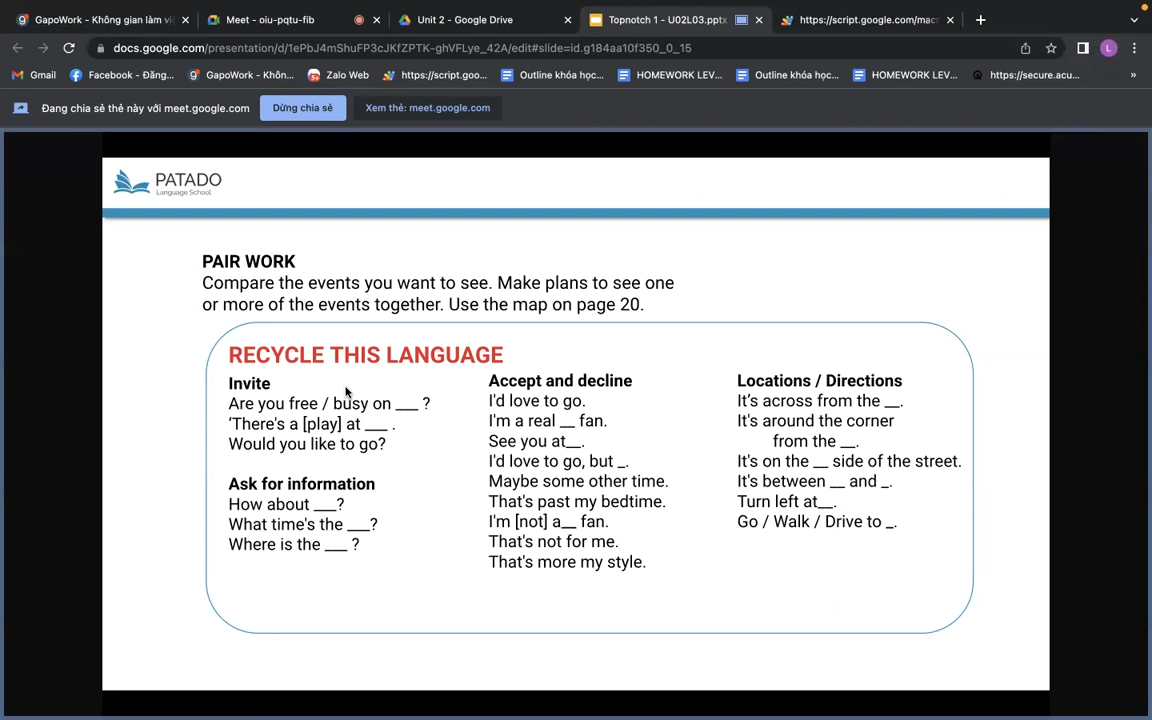 GapoWork - Không gian làm vi
Meet - oiu-pqtu-fib
Unit 2 - Google Drive
Topnotch 1 - U02L03.pptx
https://script.google.com/mac
docs.google.com/presentation/d/1ePbJ4mShuFP3cJKfZPTK-ghVFLye_42A/edit#slide=id.g184aa10f350_0_15
L
Gmail
Facebook - Đăng...
GapoWork - Khôn...
Zalo Web
https://script.goo...
Outline khóa học...
HOMEWORK LEV...
Outline khóa học...
HOMEWORK LEV...
https://secure.acu...
»
Đang chia sẻ thẻ này với meet.google.com
Dừng chia sẻ
Xem thẻ: meet.google.com
PATADO
Language School
PAIR WORK
Compare the events you want to see. Make plans to see one
or more of the events together. Use the map on page 20.
RECYCLE THIS LANGUAGE
Invite
Are you free / busy on ___ ?
‘There's a [play] at ___ .
Would you like to go?
Ask for information
How about ___?
What time's the ___?
Where is the ___ ?
Accept and decline
I'd love to go.
I'm a real __ fan.
See you at__.
I'd love to go, but _.
Maybe some other time.
That's past my bedtime.
I'm [not] a__ fan.
That's not for me.
That's more my style.
Locations / Directions
It’s across from the __.
It's around the corner
from the __.
It's on the __ side of the street.
It's between __ and _.
Turn left at__.
Go / Walk / Drive to _.